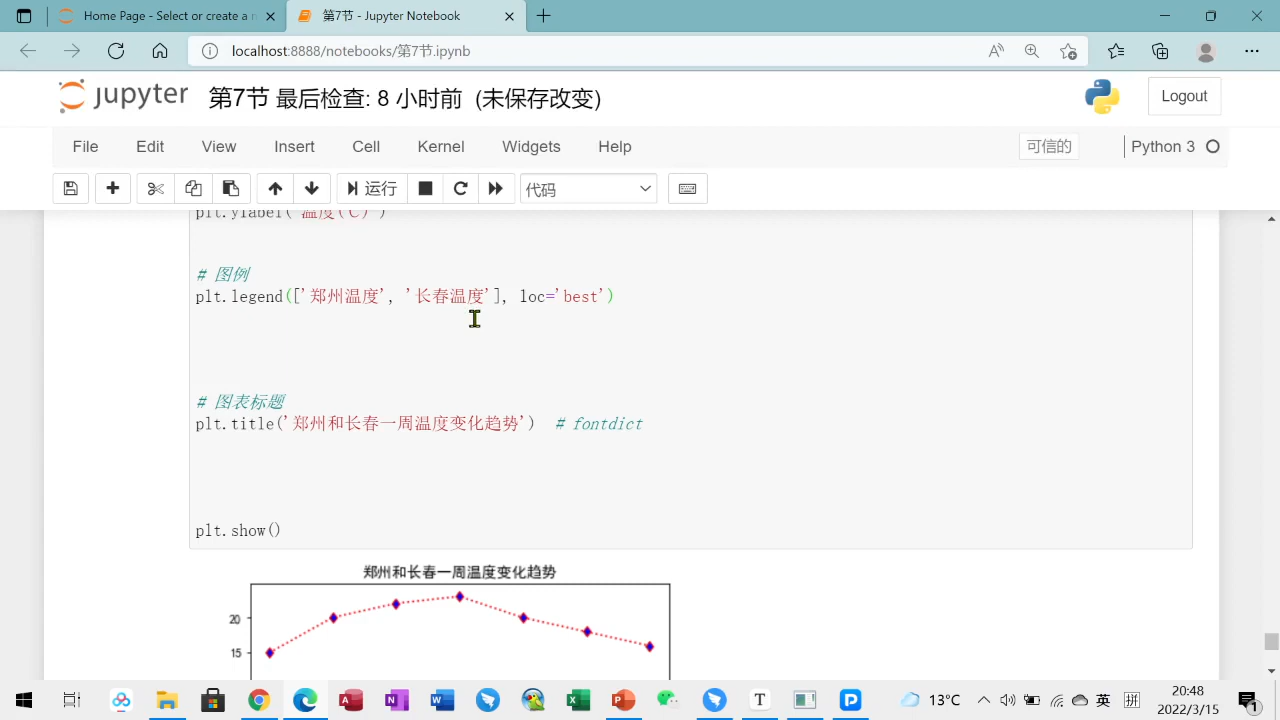 Home Page - Select or create a n
第7节 - Jupyter Notebook
localhost:8888/notebooks/第7节.ipynb
jupyter 第7节 最后检查: 8 小时前 (未保存改变)
Logout
File Edit View Insert Cell Kernel Widgets Help
可信的
Python 3
运行
代码
plt.ylabel('温度(℃)')
# 图例
plt.legend(['郑州温度', '长春温度'], loc='best')
# 图表标题
plt.title('郑州和长春一周温度变化趋势') # fontdict
plt.show()
郑州和长春一周温度变化趋势
20
15
13°C
英
拼
20:48
2022/3/15
1